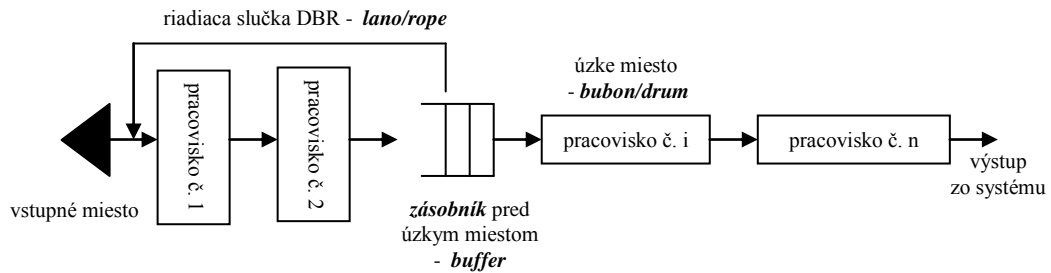 riadiaca slučka DBR - lano/rope
vstupné miesto
pracovisko č. 1
pracovisko č. 2
zásobník pred
úzkym miestom
- buffer
úzke miesto
- bubon/drum
pracovisko č. i
pracovisko č. n
výstup
zo systému